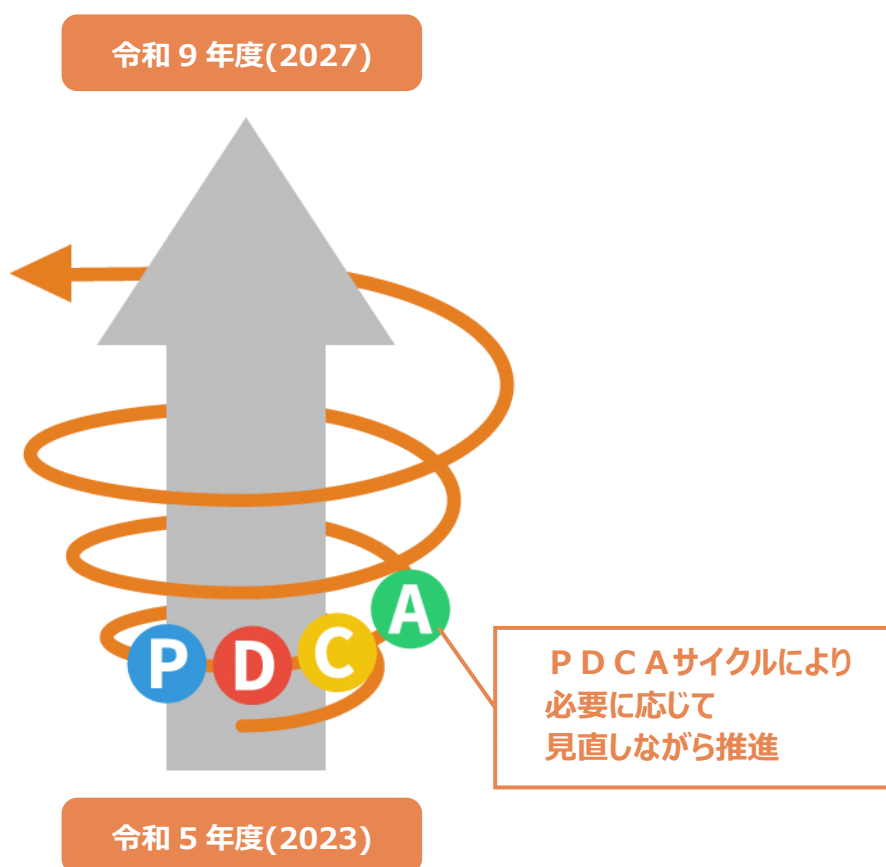 令和9年度(2027)
P D C A
ＰＤＣＡサイクルにより
必要に応じて
見直しながら推進
令和5年度(2023)